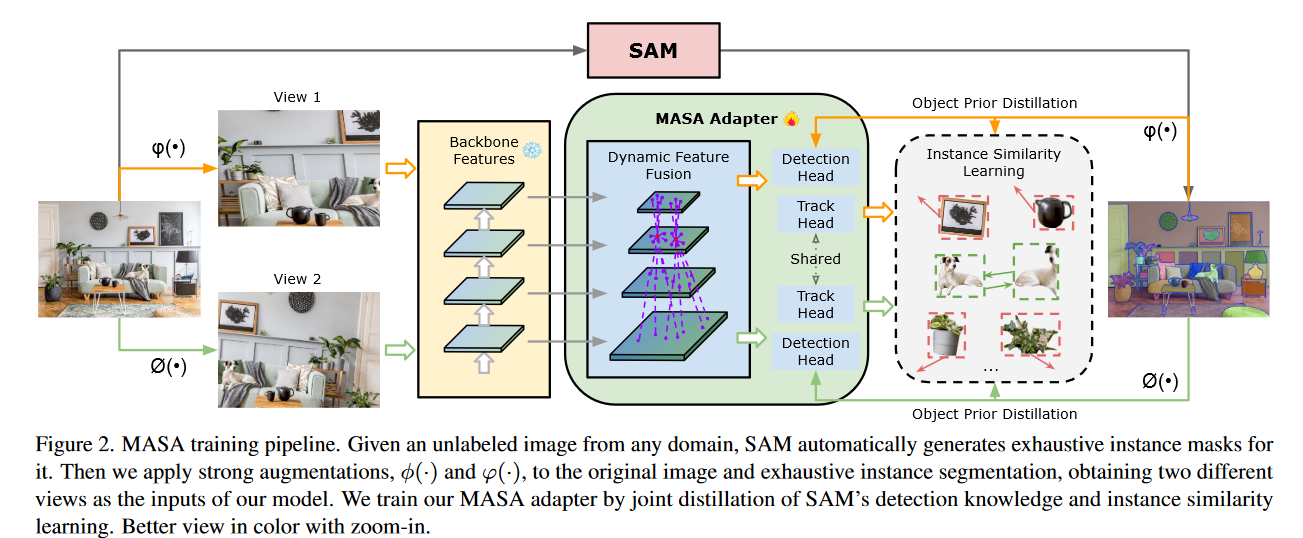 SAM
View 1
φ(•)
View 2
Ø(•)
Backbone
Features
MASA Adapter
Dynamic Feature
Fusion
Detection
Head
Track
Head
Shared
Track
Head
Detection
Head
Object Prior Distillation
φ(•)
Instance Similarity
Learning
...
Ø(•)
Object Prior Distillation
Figure 2. MASA training pipeline. Given an unlabeled image from any domain, SAM automatically generates exhaustive instance masks for
it. Then we apply strong augmentations, ϕ(·) and φ(·), to the original image and exhaustive instance segmentation, obtaining two different
views as the inputs of our model. We train our MASA adapter by joint distillation of SAM’s detection knowledge and instance similarity
learning. Better view in color with zoom-in.